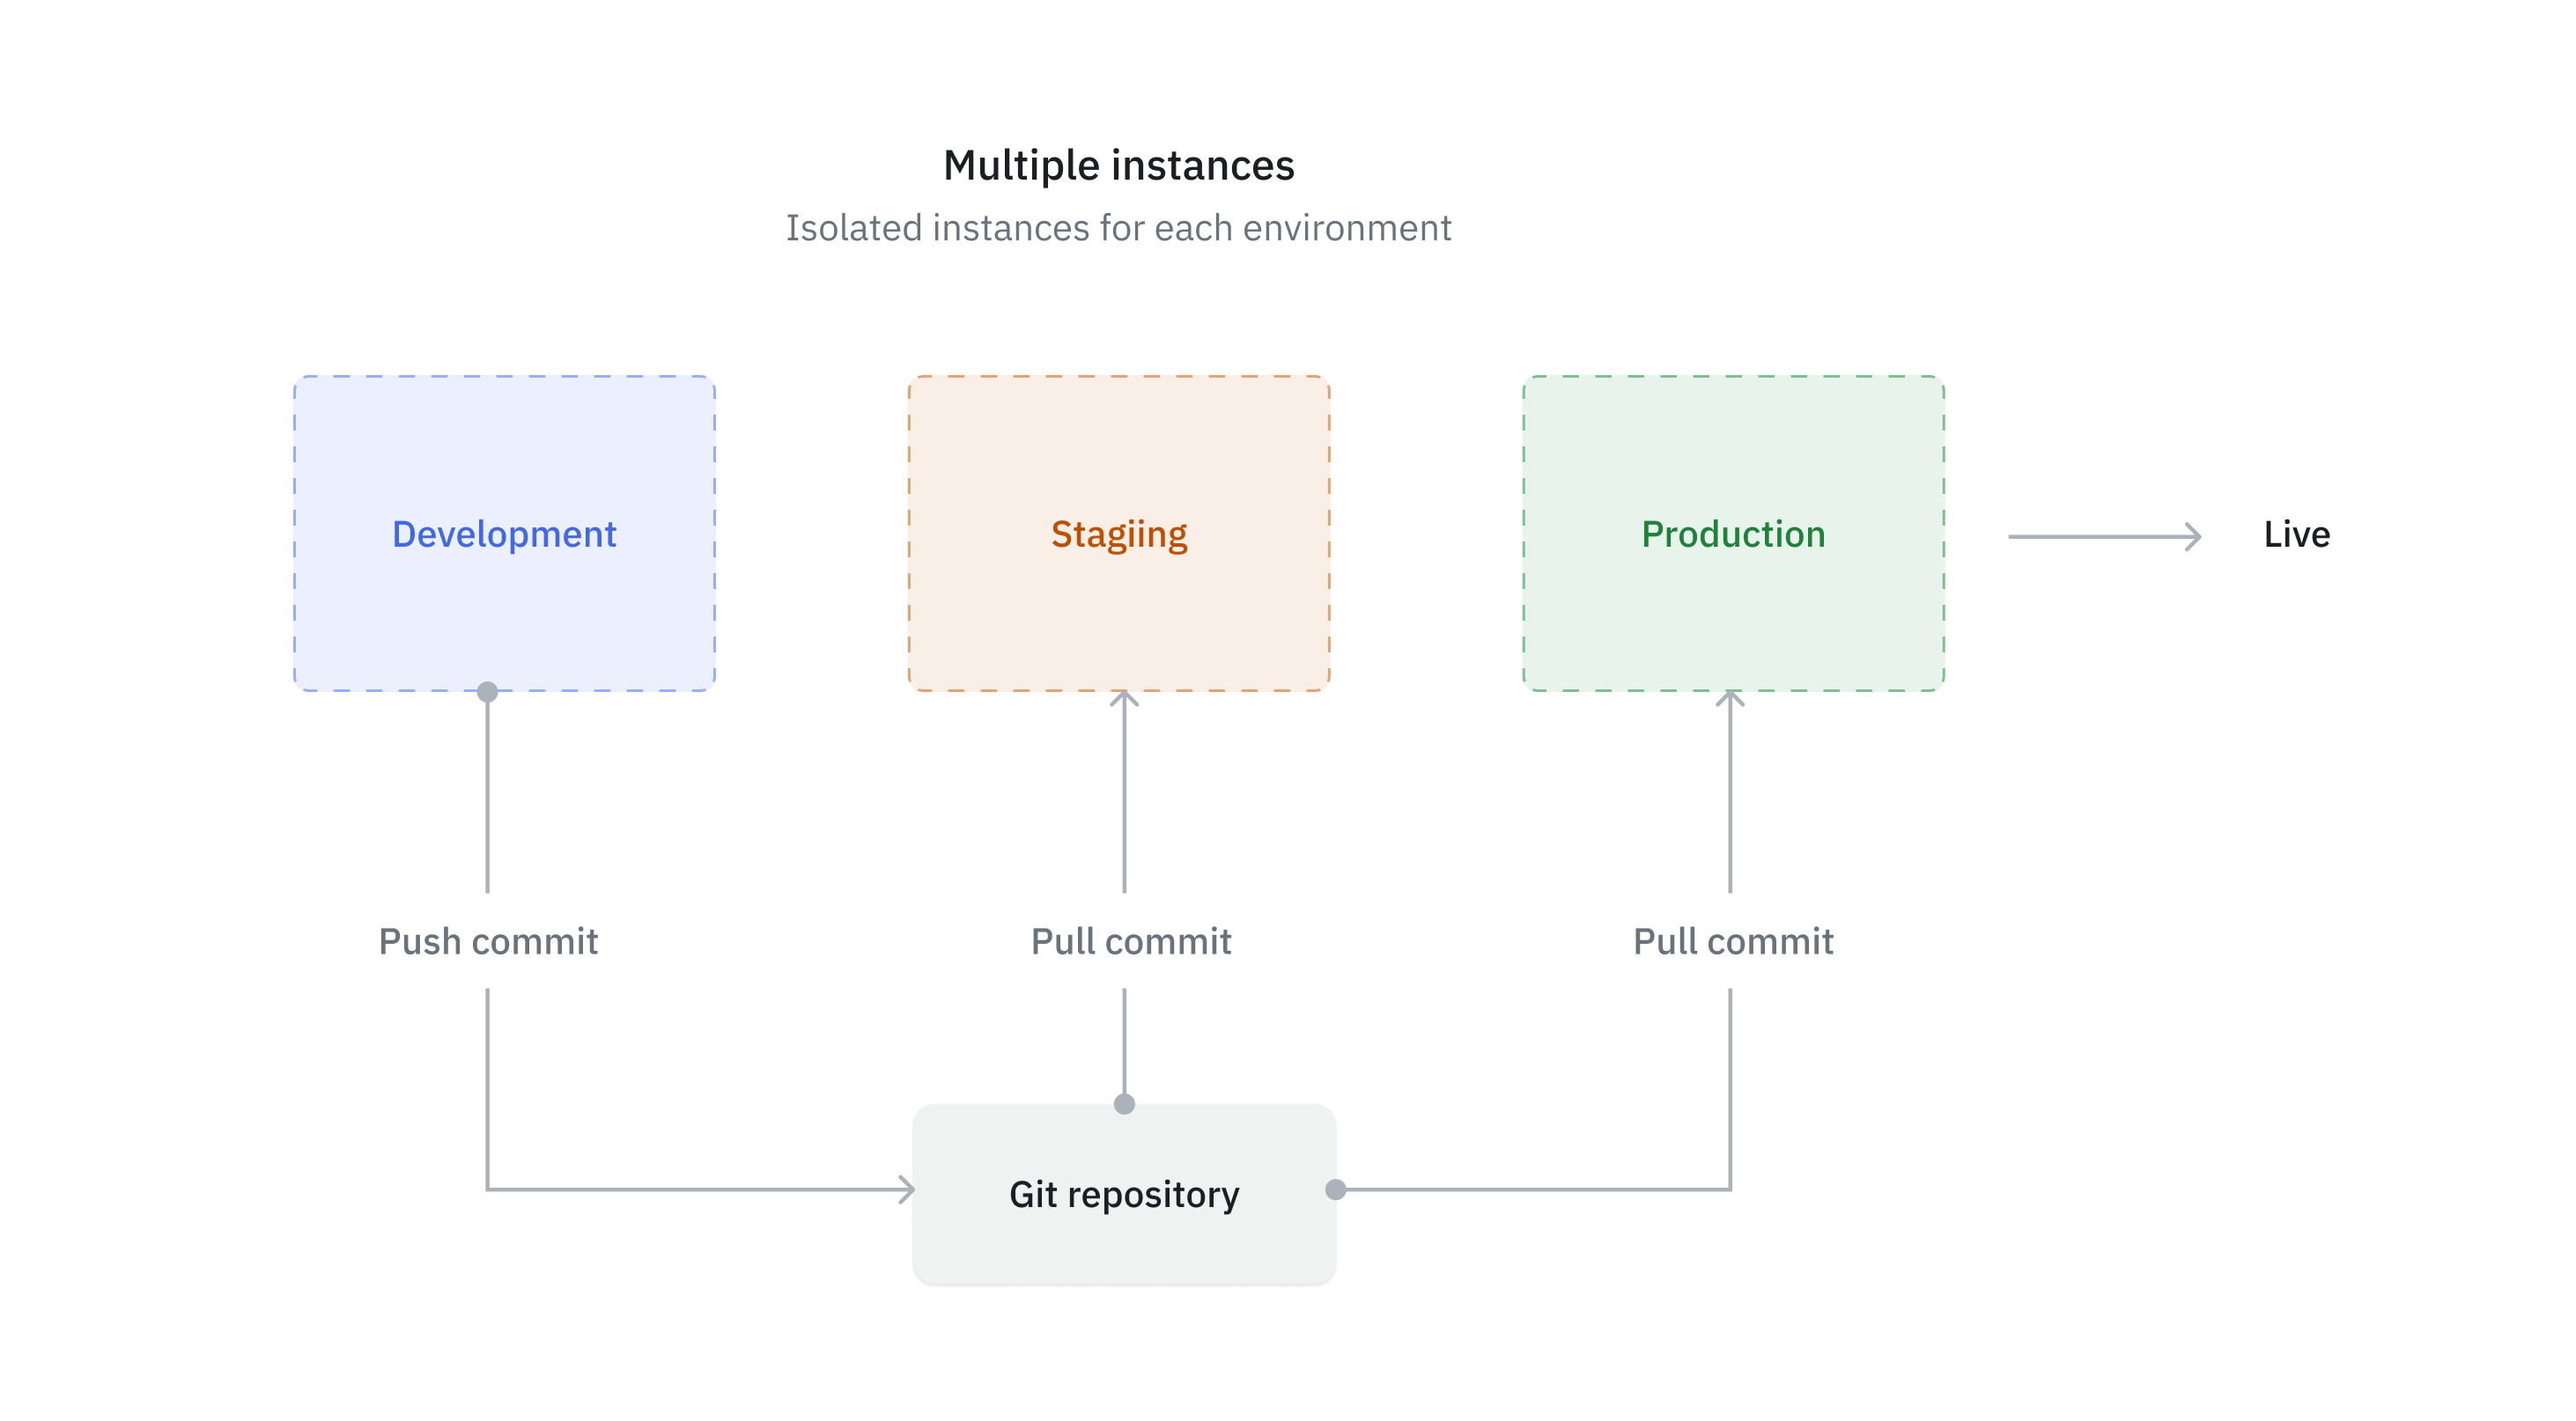 Multiple instances
Isolated instances for each environment
Development
Stagiing
Production
Live
Push commit
Pull commit
Pull commit
Git repository